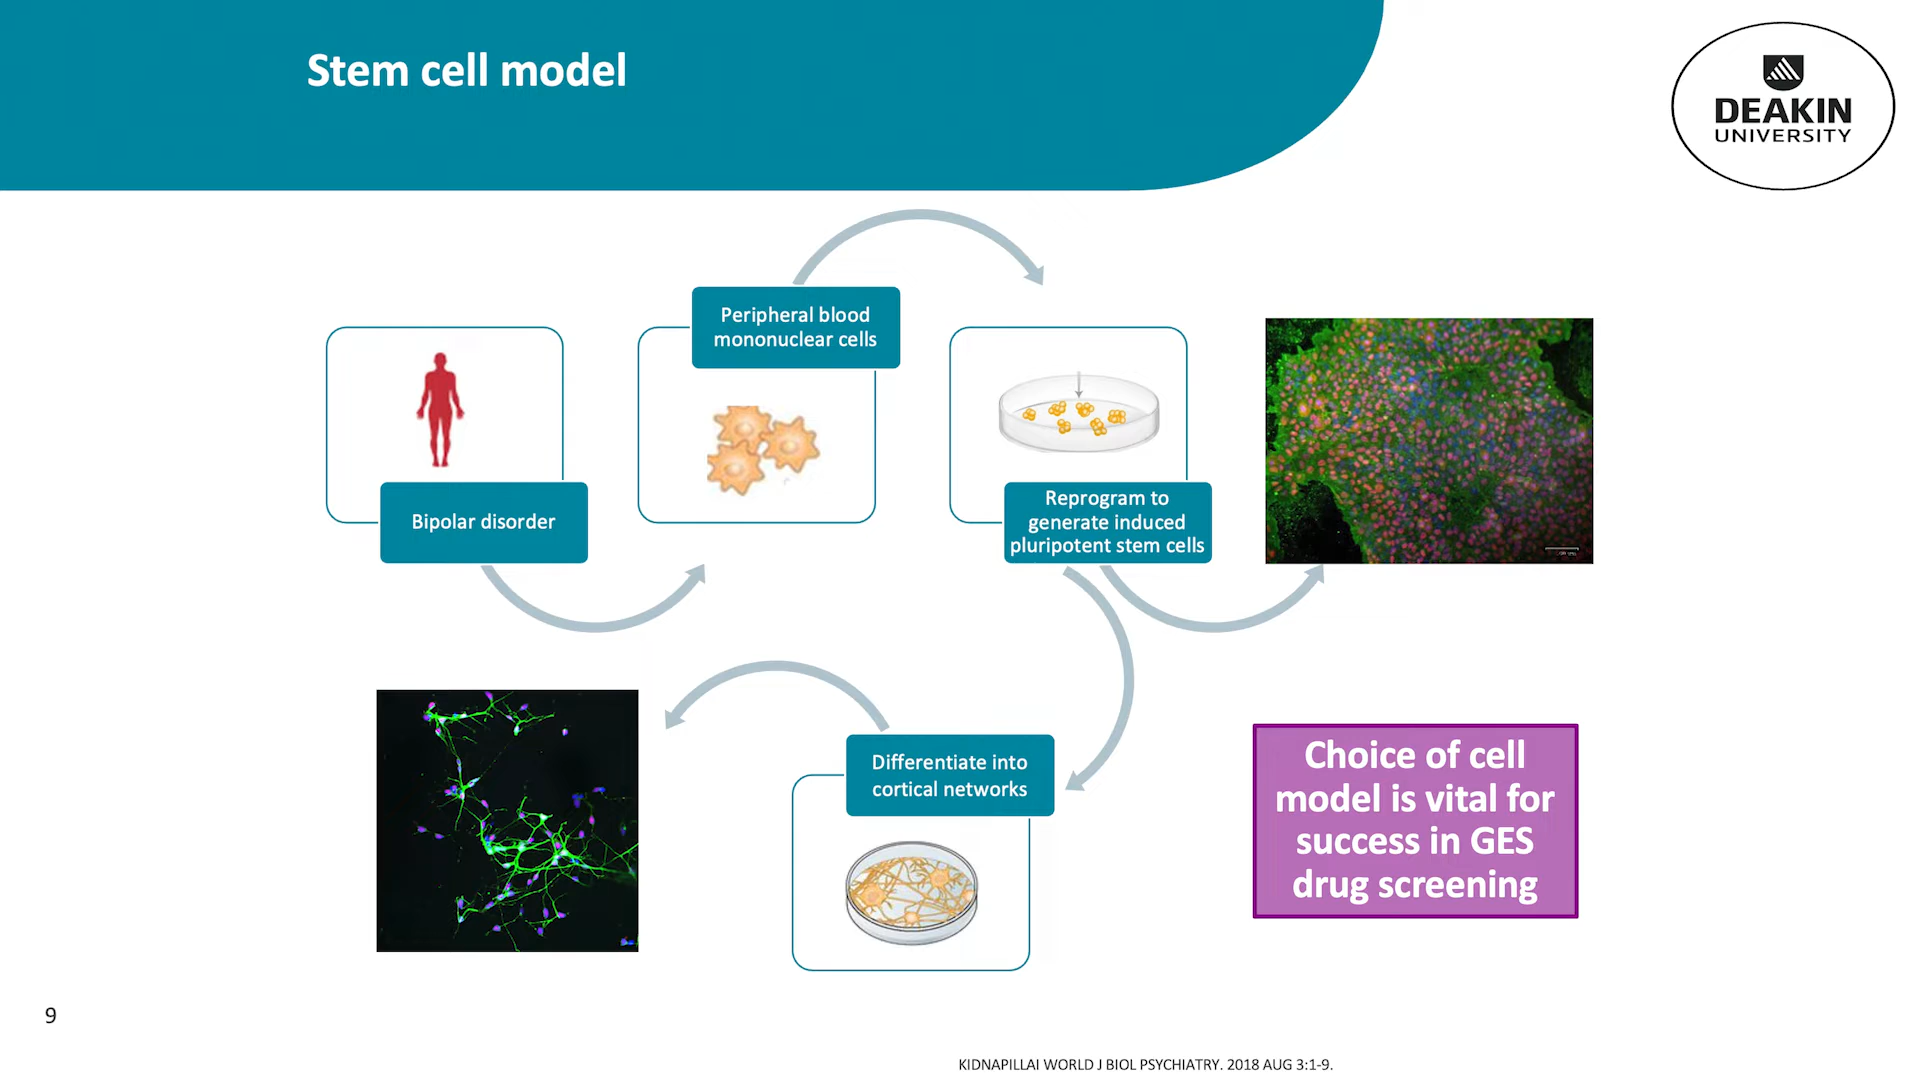 Stem cell model
DEAKIN
UNIVERSITY
Peripheral blood
mononuclear cells
Bipolar disorder
Reprogram to
generate induced
pluripotent stem cells
Differentiate into
cortical networks
Choice of cell
model is vital for
success in GES
drug screening
9
KIDNAPILLAI WORLD J BIOL PSYCHIATRY. 2018 AUG 3:1-9.